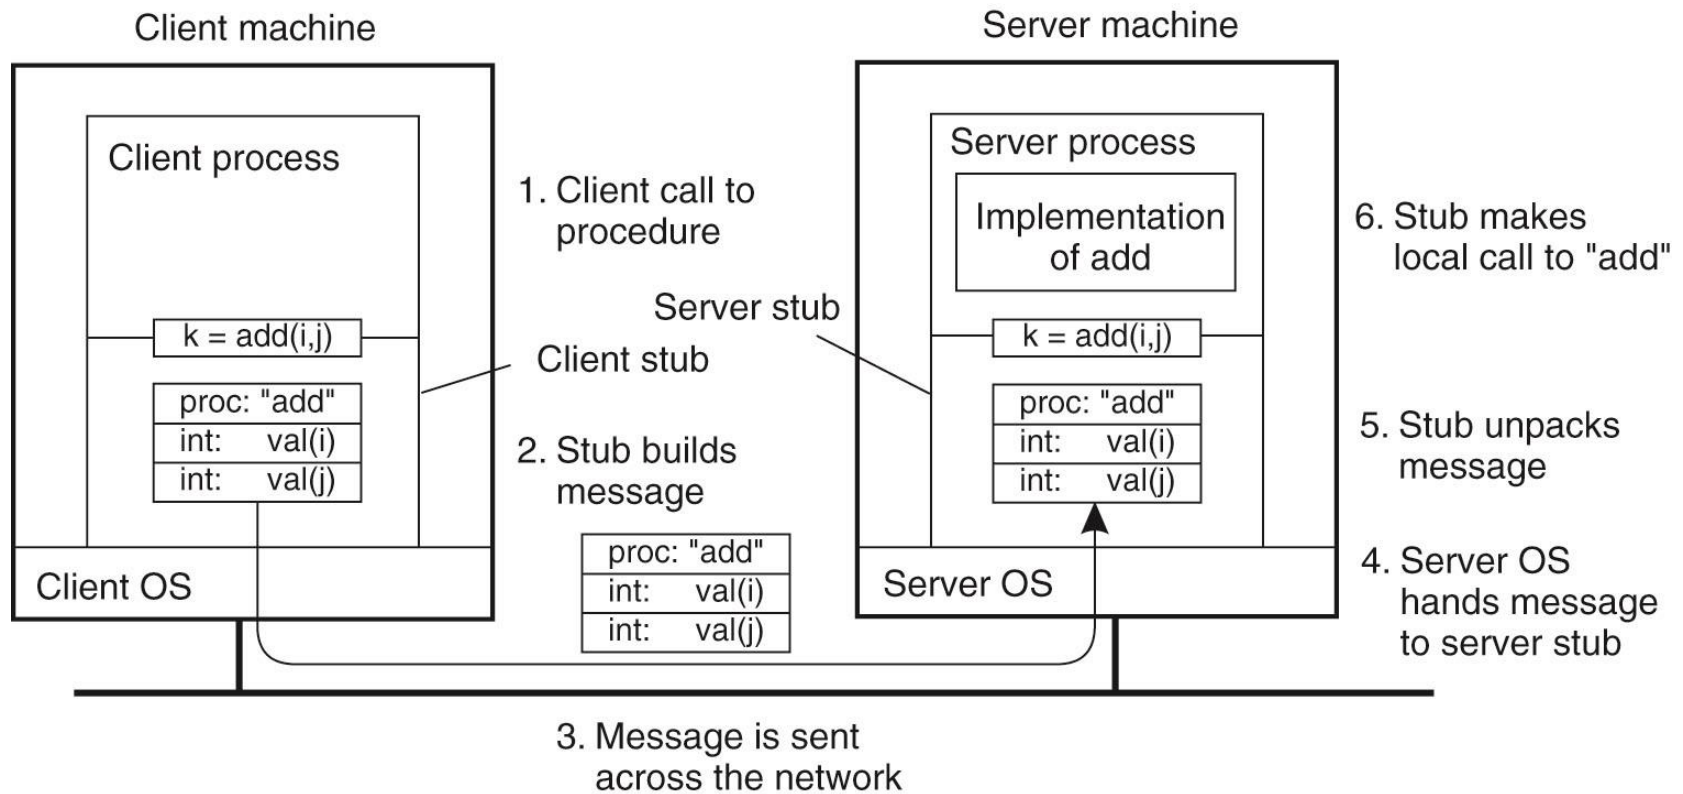 Client machine
Server machine
Client process
1. Client call to
procedure
Server process
Implementation
of add
6. Stub makes
local call to "add"
Server stub
k = add(i,j)
k = add(i,j)
Client stub
proc: "add"
int: val(i)
int: val(j)
2. Stub builds
message
proc: "add"
int: val(i)
int: val(j)
5. Stub unpacks
message
proc: "add"
int: val(i)
int: val(j)
Client OS
Server OS
4. Server OS
hands message
to server stub
3. Message is sent
across the network